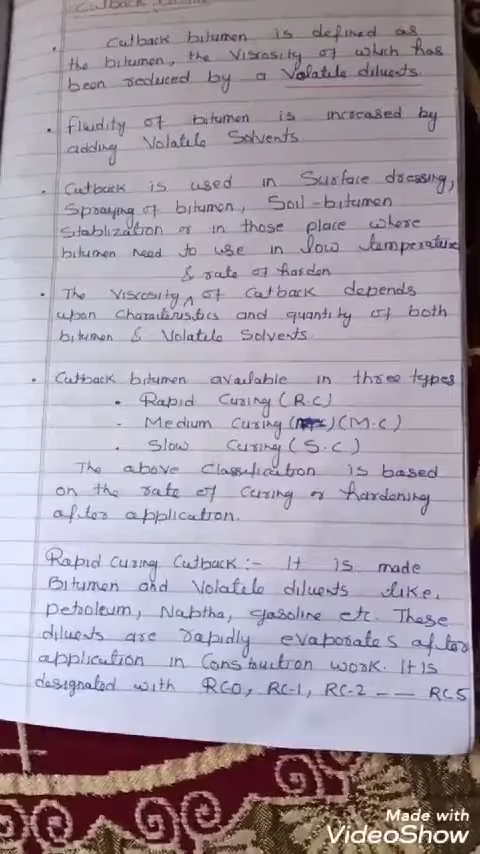 Cutback
Cutback bitumen is defined as
the bitumen, the viscosity of which has
been reduced by a Volatile diluents.
• Fluidity of bitumen is increased by
adding Volatile Solvents.
• Cutback is used in Surface dressing,
Spraying of bitumen, Soil-bitumen
Stablization or in those place where
bitumen need to use in low temperature
& rate of harden
• The Viscosity ^ of Cutback depends
upon characteristics and quantity of both
bitumen & Volatile Solvents.
• Cutback bitumen available in three types
• Rapid Curing (R.C)
• Medium Curing (M.C)
• Slow Curing (S.C)
The above classification is based
on the rate of curing or hardening
after application.
Rapid Curing Cutback:- It is made
Bitumen and Volatile diluents like,
petroleum, Nabtha, gasoline etc. These
diluents are rapidly evaporates after
application in construction work. It is
designated with RC0, RC-1, RC-2 -- RC5
Made with
VideoShow